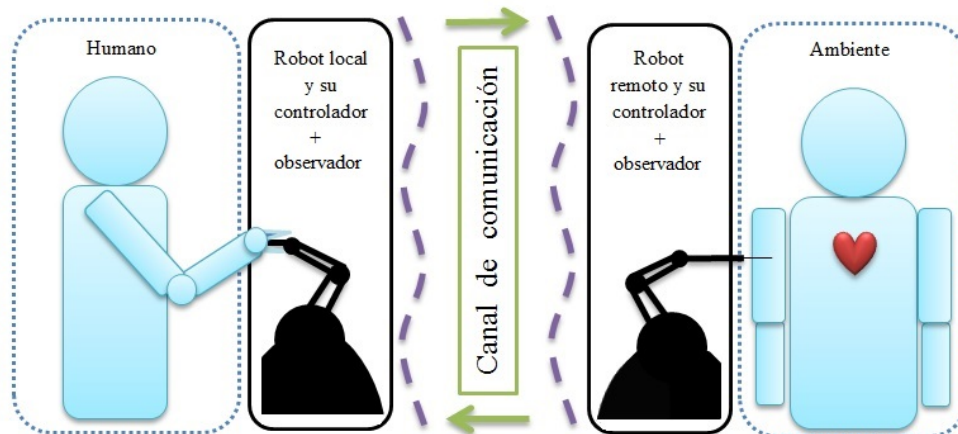 Humano
Robot local
y su
controlador
+
observador
Canal de comunicación
Robot
remoto y su
controlador
+
observador
Ambiente